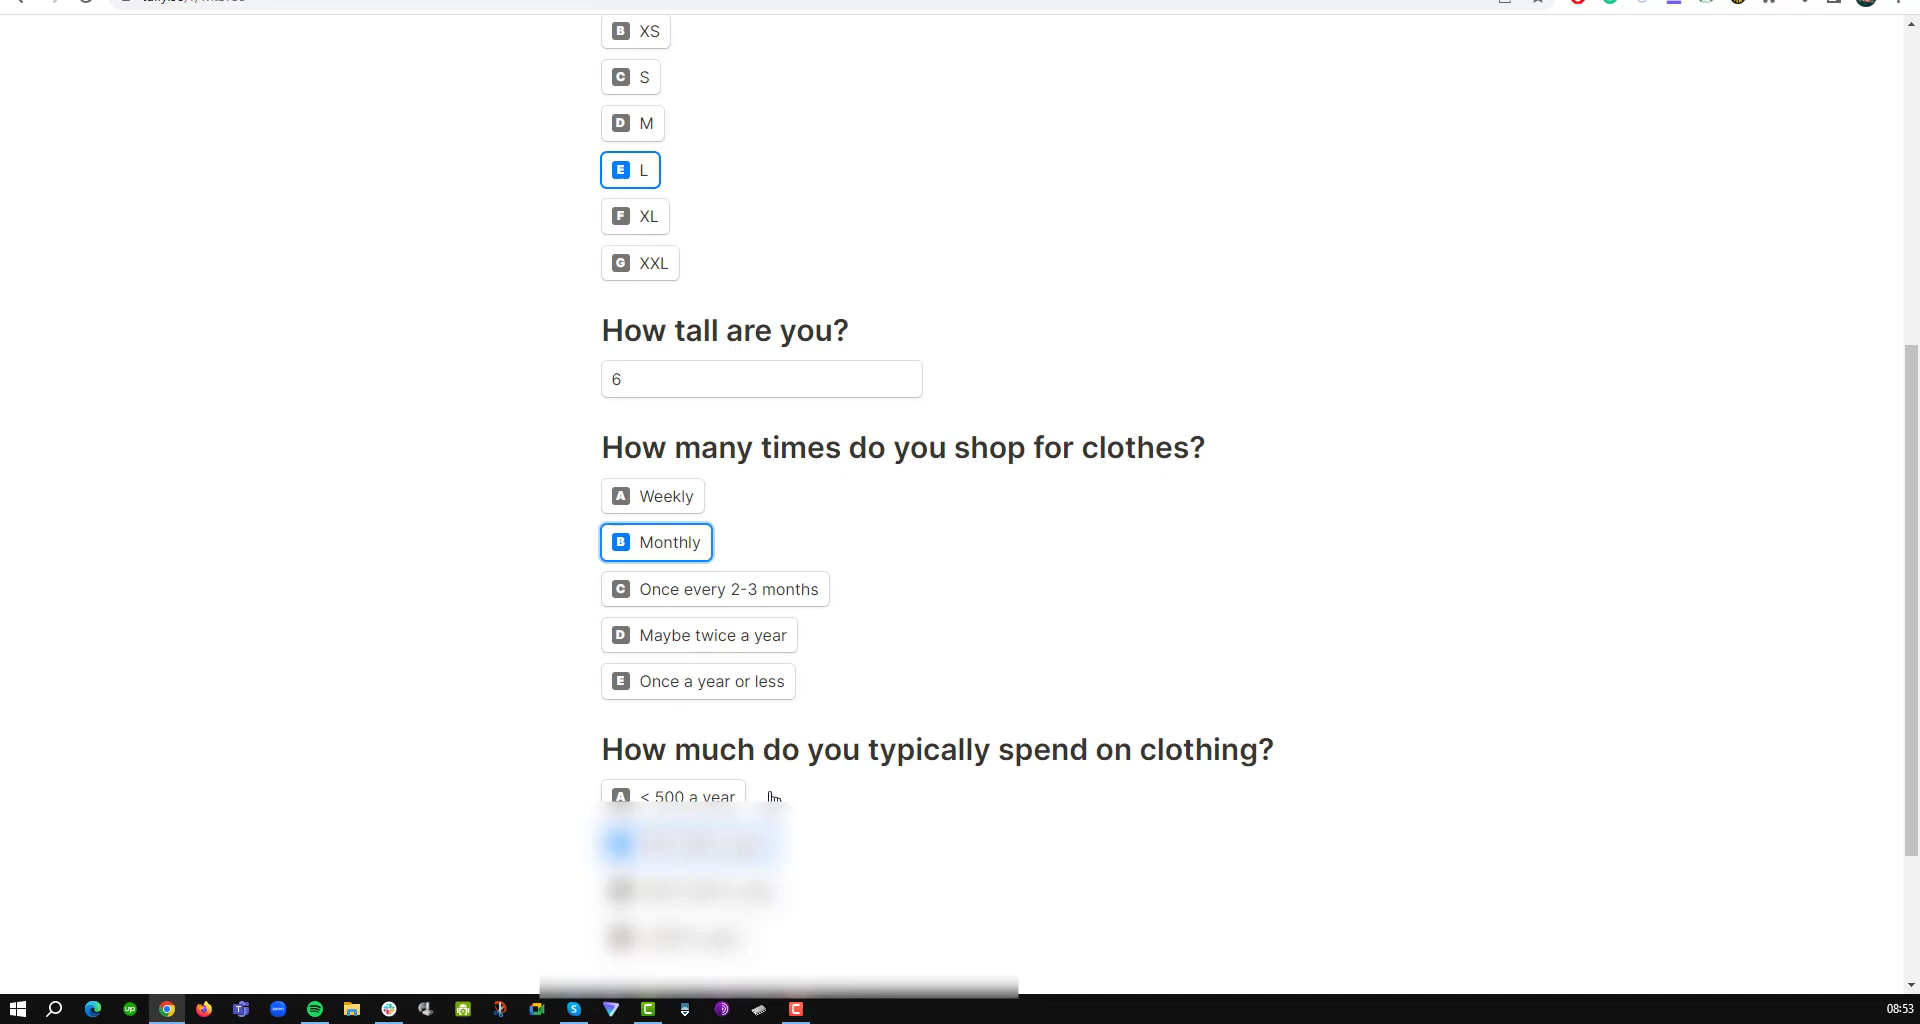 B XS
C S
D M
E L
F XL
G XXL
How tall are you?
6
How many times do you shop for clothes?
A Weekly
B Monthly
C Once every 2-3 months
D Maybe twice a year
E Once a year or less
How much do you typically spend on clothing?
A < 500 a year
08:53